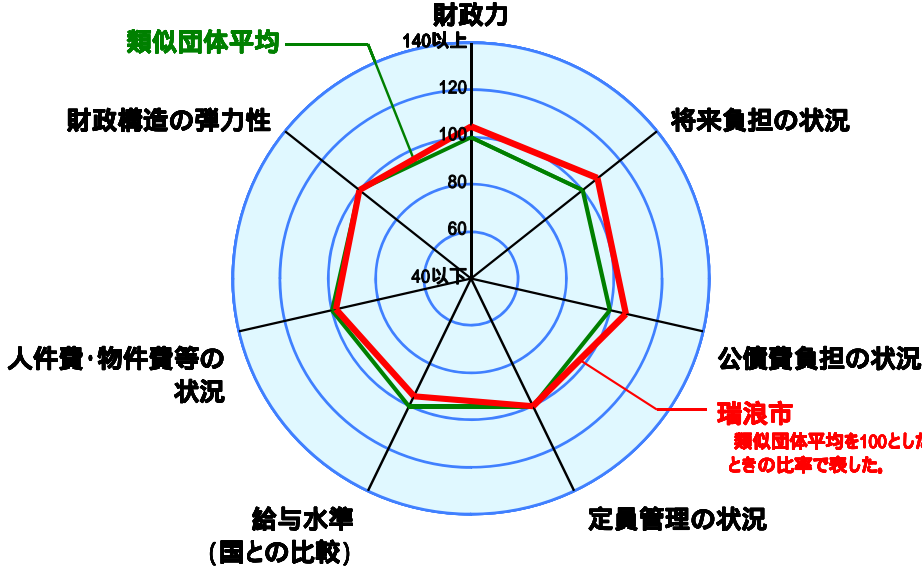 財政力
類似団体平均
140以上
120
財政構造の弾力性
将来負担の状況
100
80
60
40以下
人件費・物件費等の
状況
公債費負担の状況
瑞浪市
類似団体平均を100とした
ときの比率で表した。
給与水準
(国との比較)
定員管理の状況